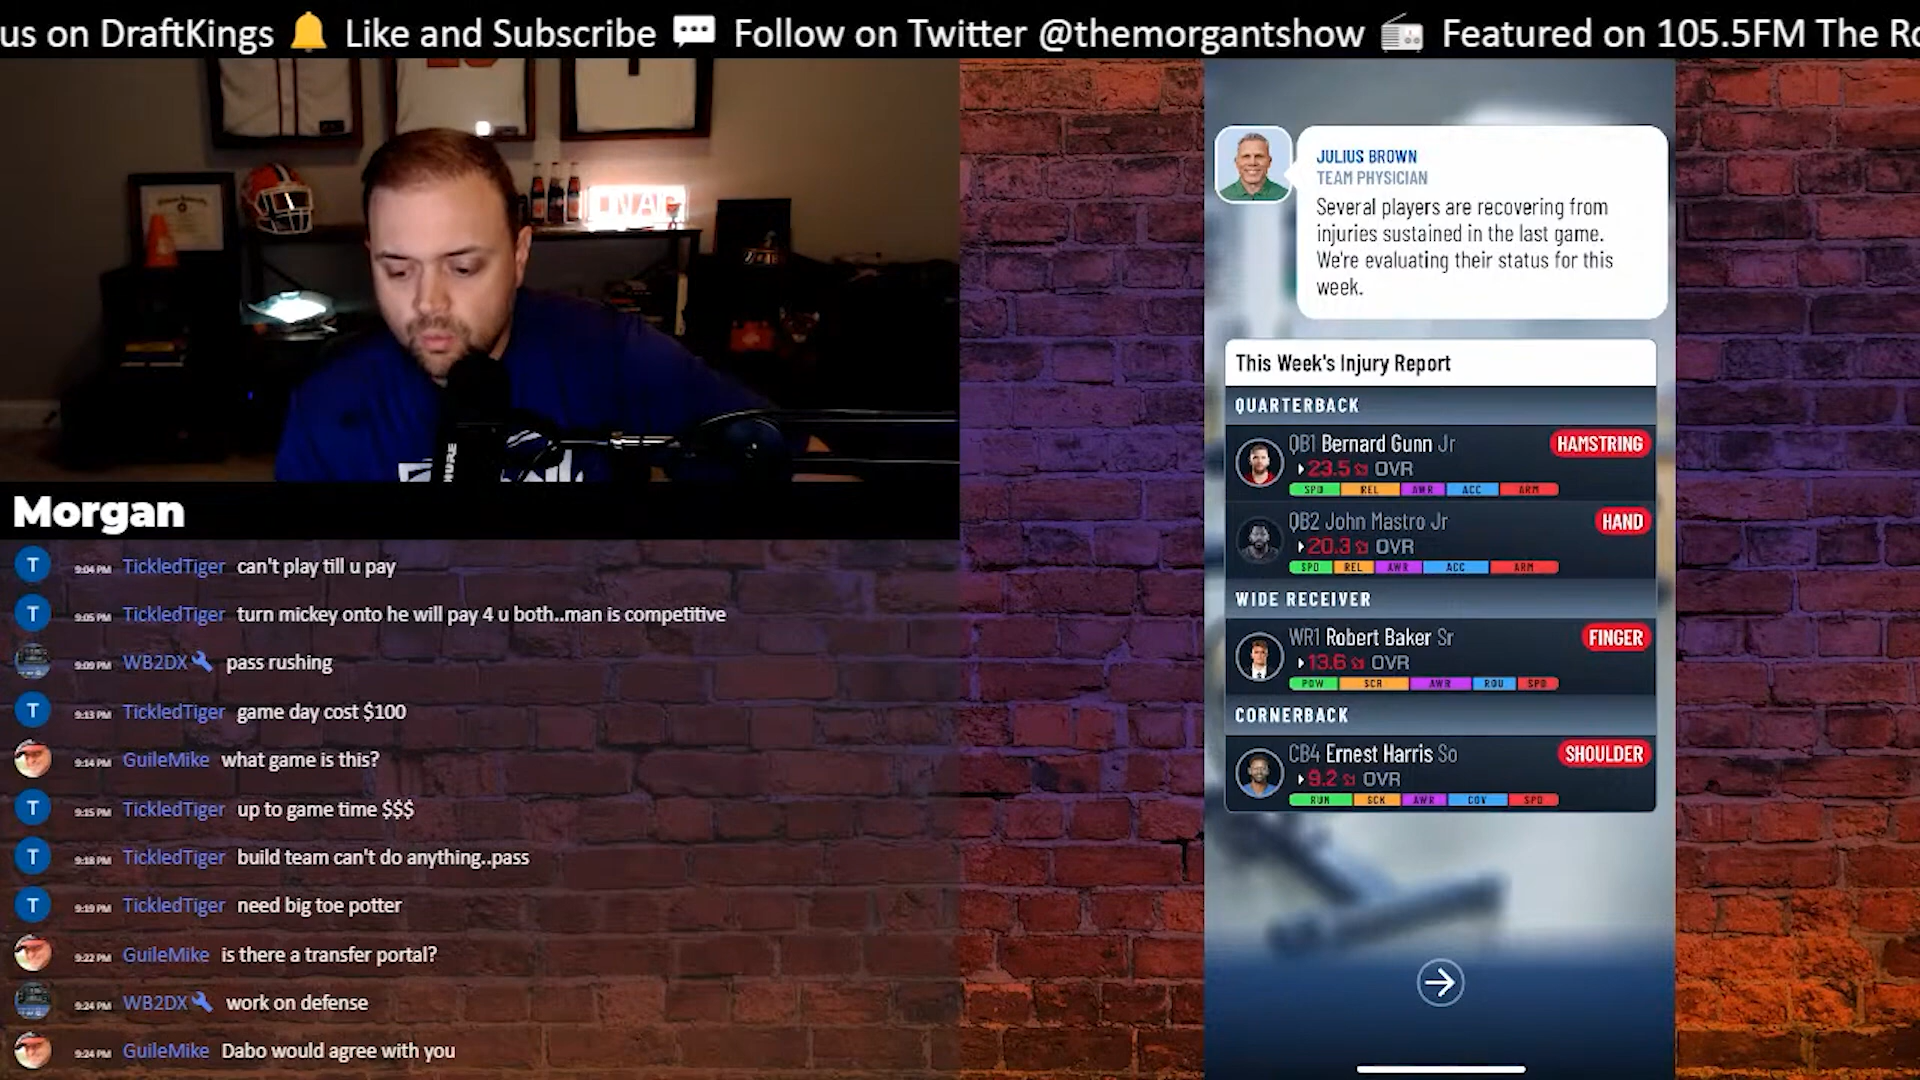 us on DraftKings 🔔 Like and Subscribe 💬 Follow on Twitter @themorgantshow 📻 Featured on 105.5FM The Ro
SHURE
Morgan
T 9:04 PM TickledTiger can't play till u pay
T 9:05 PM TickledTiger turn mickey onto he will pay 4 u both..man is competitive
9:09 PM WB2DX🔧 pass rushing
T 9:13 PM TickledTiger game day cost $100
9:14 PM GuileMike what game is this?
T 9:15 PM TickledTiger up to game time $$$
T 9:18 PM TickledTiger build team can't do anything..pass
T 9:19 PM TickledTiger need big toe potter
9:22 PM GuileMike is there a transfer portal?
9:24 PM WB2DX🔧 work on defense
9:24 PM GuileMike Dabo would agree with you
JULIUS BROWN
TEAM PHYSICIAN
Several players are recovering from
injuries sustained in the last game.
We're evaluating their status for this
week.
This Week's Injury Report
QUARTERBACK
QB1 Bernard Gunn Jr HAMSTRING
23.5 OVR
SPD REL AWR ACC ARM
QB2 John Mastro Jr HAND
20.3 OVR
SPD REL AWR ACC ARM
WIDE RECEIVER
WR1 Robert Baker Sr FINGER
13.6 OVR
POW SCR AWR ROU SPD
CORNERBACK
CB4 Ernest Harris So SHOULDER
9.2 OVR
RUN SCK AWR COV SPD